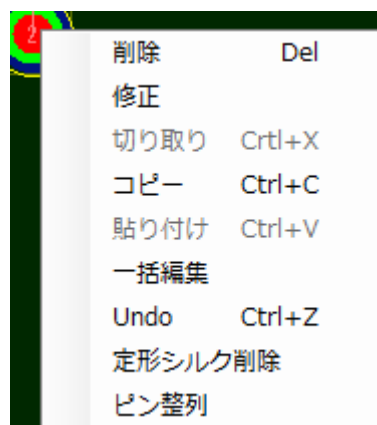 2
削除 Del
修正
切り取り Crtl+X
コピー Ctrl+C
貼り付け Ctrl+V
一括編集
Undo Ctrl+Z
定形シルク削除
ピン整列